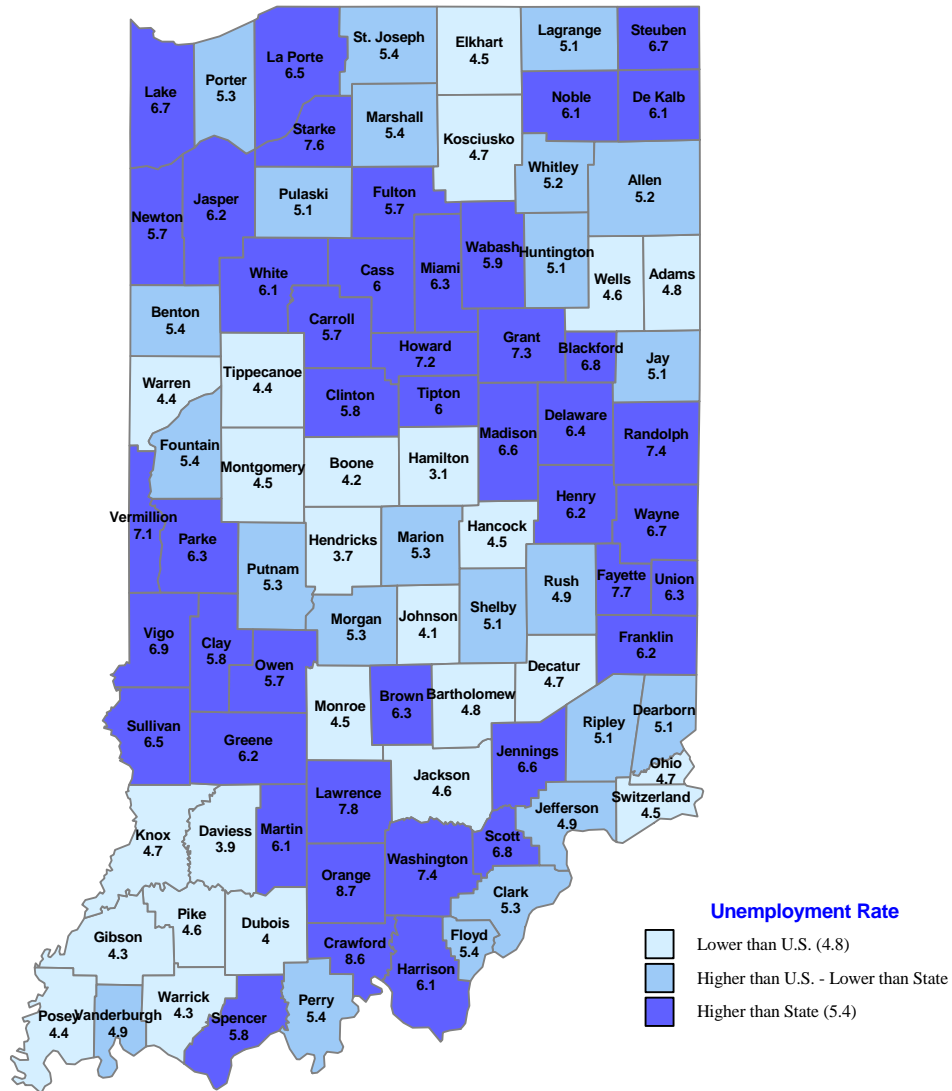 St. Joseph
5.4
Elkhart
4.5
Lagrange
5.1
Steuben
6.7
La Porte
6.5
Porter
5.3
Lake
6.7
Noble
6.1
De Kalb
6.1
Starke
7.6
Marshall
5.4
Kosciusko
4.7
Whitley
5.2
Allen
5.2
Newton
5.7
Jasper
6.2
Pulaski
5.1
Fulton
5.7
White
6.1
Cass
6
Miami
6.3
Wabash
5.9
Huntington
5.1
Wells
4.6
Adams
4.8
Benton
5.4
Carroll
5.7
Howard
7.2
Grant
7.3
Blackford
6.8
Jay
5.1
Warren
4.4
Tippecanoe
4.4
Clinton
5.8
Tipton
6
Madison
6.6
Delaware
6.4
Randolph
7.4
Fountain
5.4
Montgomery
4.5
Boone
4.2
Hamilton
3.1
Henry
6.2
Wayne
6.7
Vermillion
7.1
Parke
6.3
Putnam
5.3
Hendricks
3.7
Marion
5.3
Hancock
4.5
Rush
4.9
Fayette
7.7
Union
6.3
Vigo
6.9
Clay
5.8
Owen
5.7
Morgan
5.3
Johnson
4.1
Shelby
5.1
Franklin
6.2
Decatur
4.7
Sullivan
6.5
Greene
6.2
Monroe
4.5
Brown
6.3
Bartholomew
4.8
Jennings
6.6
Ripley
5.1
Dearborn
5.1
Ohio
4.7
Switzerland
4.5
Jefferson
4.9
Jackson
4.6
Lawrence
7.8
Knox
4.7
Daviess
3.9
Martin
6.1
Orange
8.7
Washington
7.4
Scott
6.8
Clark
5.3
Floyd
5.4
Harrison
6.1
Crawford
8.6
Dubois
4
Pike
4.6
Gibson
4.3
Posey
4.4
Vanderburgh
4.9
Warrick
4.3
Spencer
5.8
Perry
5.4
Unemployment Rate
Lower than U.S. (4.8)
Higher than U.S. - Lower than State
Higher than State (5.4)